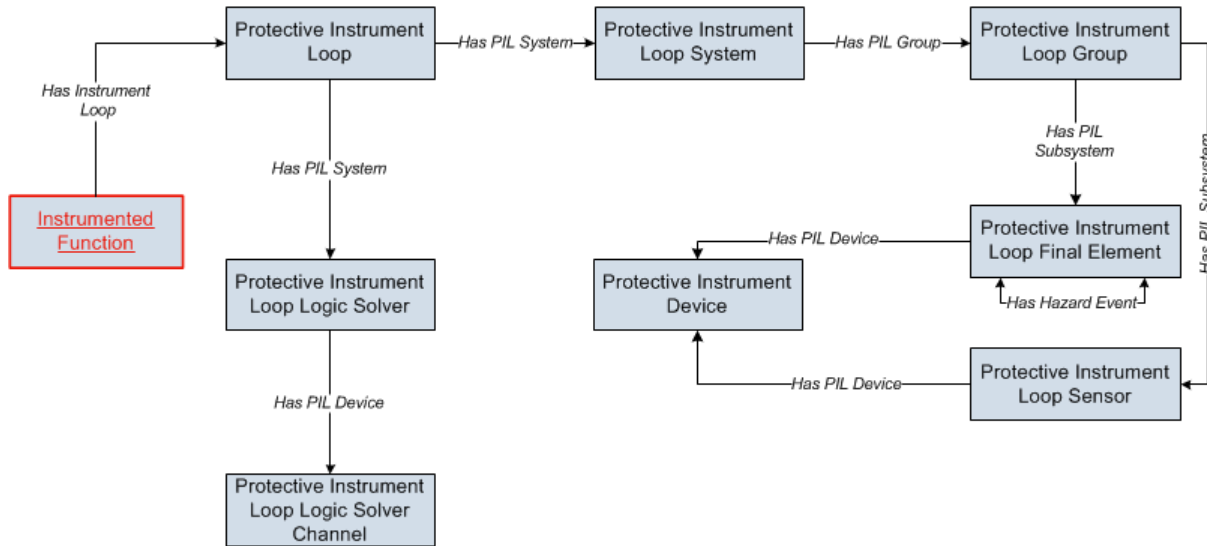 Protective Instrument
Loop
Has PIL System
Protective Instrument
Loop System
Has PIL Group
Protective Instrument
Loop Group
Has Instrument
Loop
Has PIL
Subsystem
Has PIL Subsystem
Has PIL System
Instrumented
Function
Protective Instrument
Loop Final Element
Has PIL Device
Protective Instrument
Loop Logic Solver
Protective Instrument
Device
Has Hazard Event
Has PIL Device
Protective Instrument
Loop Sensor
Has PIL Device
Protective Instrument
Loop Logic Solver
Channel